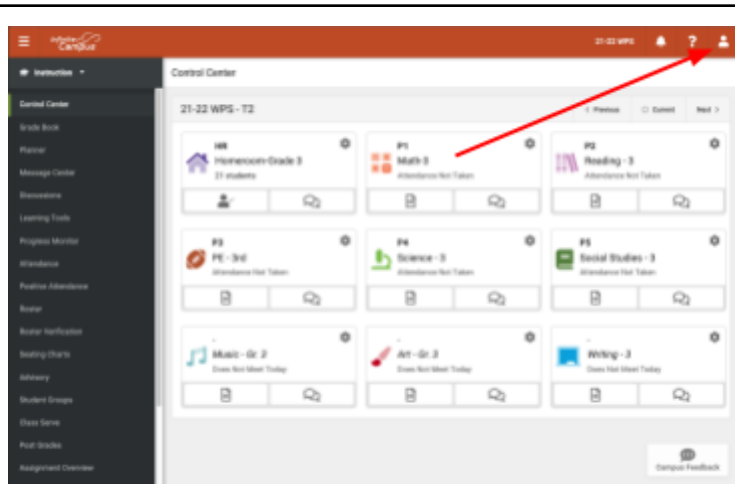 Infinite Campus
21-22 WPS
?
Instruction
Control Center
Control Center
Grade Book
Planner
Message Center
Discussions
Learning Tools
Progress Monitor
Attendance
Positive Attendance
Roster
Roster Verification
Seating Charts
Advisory
Student Groups
Class Serve
Post Grades
Assignment Overview
21-22 WPS - T2
< Previous
Current
Next >
HR
Homeroom-Grade 3
21 students
P1
Math-3
Attendance Not Taken
P2
Reading - 3
Attendance Not Taken
P3
PE - 3rd
Attendance Not Taken
P4
Science - 3
Attendance Not Taken
P5
Social Studies - 3
Attendance Not Taken
-
Music - Gr. 3
Does Not Meet Today
-
Art - Gr. 3
Does Not Meet Today
-
Writing - 3
Does Not Meet Today
Campus Feedback